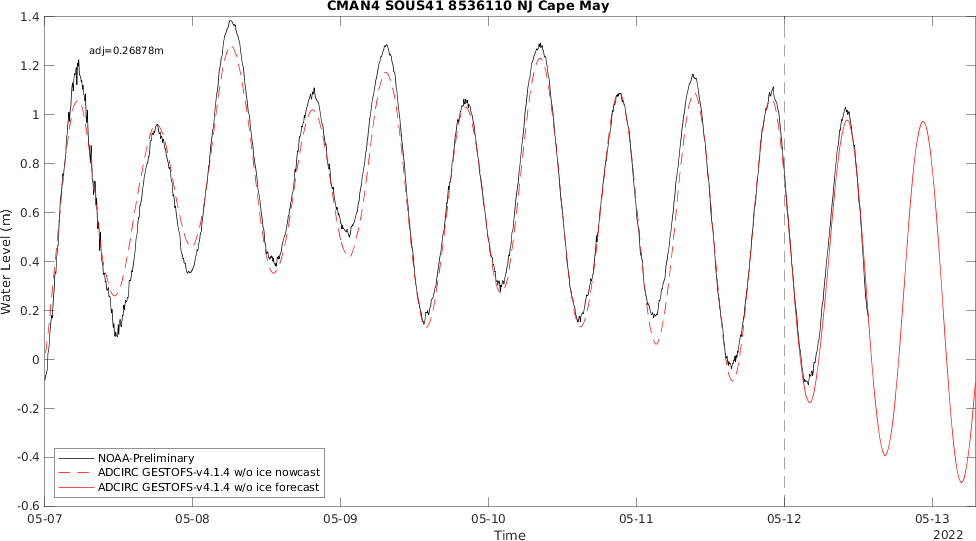 CMAN4 SOUS41 8536110 NJ Cape May
adj=0.26878m
1.4
1.2
1
0.8
0.6
0.4
0.2
0
-0.2
-0.4
-0.6
Water Level (m)
NOAA-Preliminary
ADCIRC GESTOFS-v4.1.4 w/o ice nowcast
ADCIRC GESTOFS-v4.1.4 w/o ice forecast
05-07 05-08 05-09 05-10 05-11 05-12 05-13
Time
2022